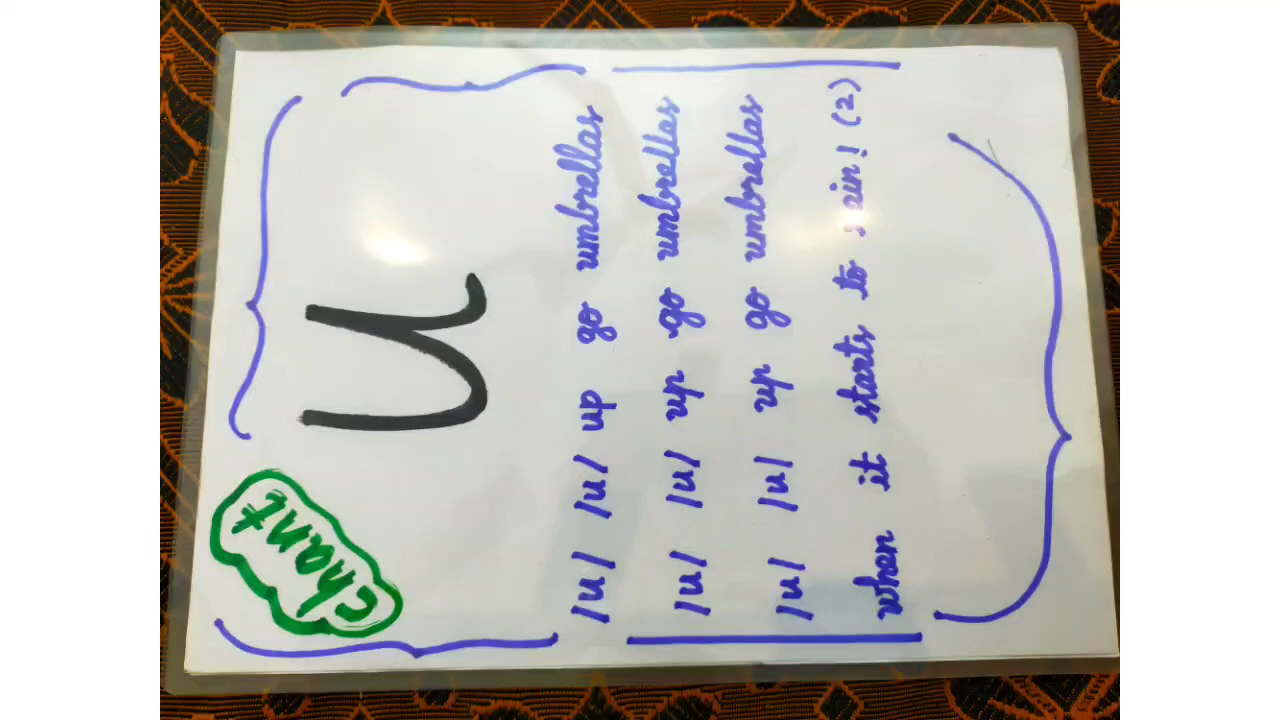 chant
u
/u/ /u/ up go umbrellas
/u/ /u/ up go umbrellas
/u/ /u/ up go umbrellas
when it starts to rain! (2)